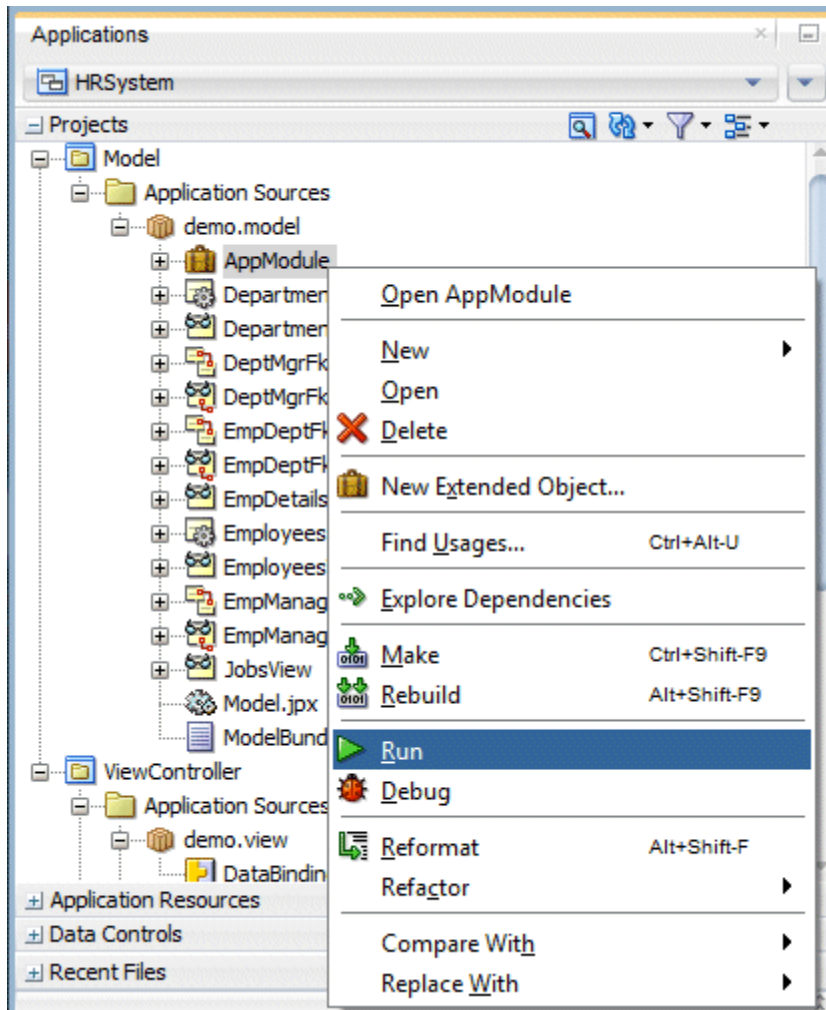 Applications
HRSystem
Projects
Model
Application Sources
demo.model
AppModule
Departmen
Departmen
DeptMgrFk
DeptMgrFk
EmpDeptFk
EmpDeptFk
EmpDetails
Employees
Employees
EmpManag
EmpManag
JobsView
Model.jpx
ModelBund
ViewController
Application Sources
demo.view
DataBindin
Application Resources
Data Controls
Recent Files
Open AppModule
New
Open
Delete
New Extended Object...
Find Usages... Ctrl+Alt-U
Explore Dependencies
Make Ctrl+Shift-F9
Rebuild Alt+Shift-F9
Run
Debug
Reformat Alt+Shift-F
Refactor
Compare With
Replace With